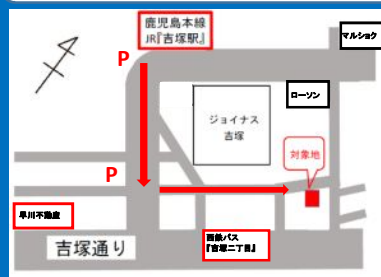 鹿児島本線
JR『吉塚駅』
マルショク
P
ローソン
ジョイナス
吉塚
対象地
P
早川不動産
西鉄バス
『吉塚二丁目』
吉塚通り